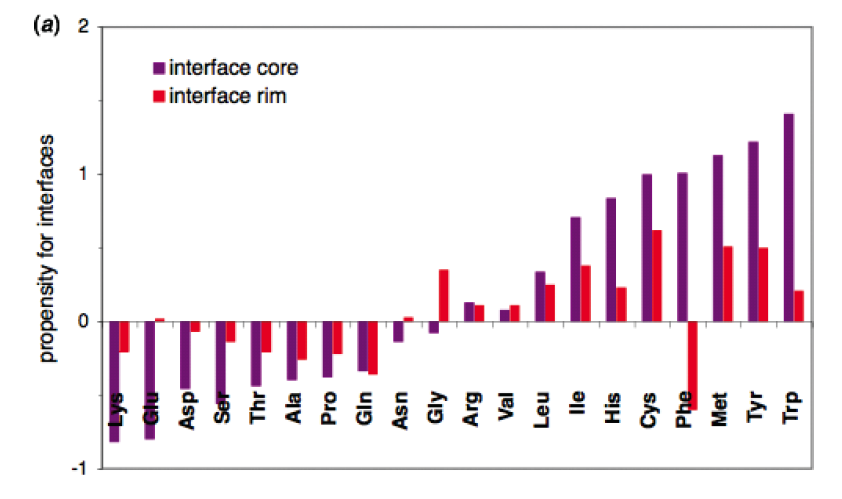 (a)
2
interface core
interface rim
1
0
-1
propensity for interfaces
Lys Glu Asp Ser Thr Ala Pro Gln Asn Gly Arg Val Leu Ile His Cys Phe Met Tyr Trp